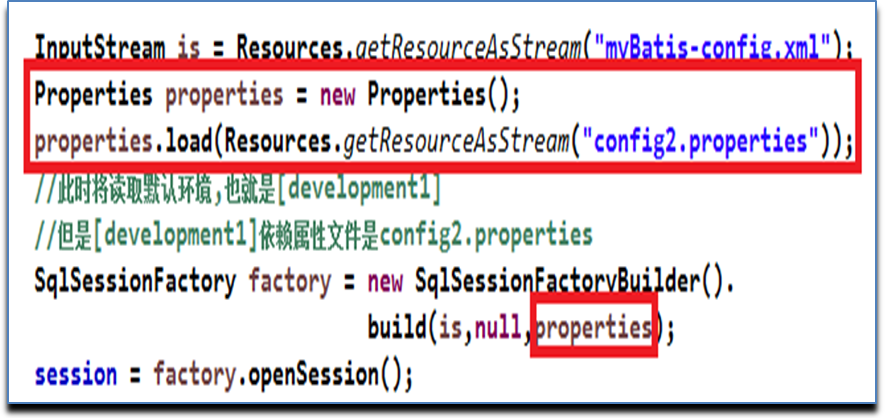 InputStream is = Resources.getResourceAsStream("myBatis-config.xml");
Properties properties = new Properties();
properties.load(Resources.getResourceAsStream("config2.properties"));
//此时将读取默认环境,也就是[development1]
//但是[development1]依赖属性文件是config2.properties
SqlSessionFactory factory = new SqlSessionFactoryBuilder().
build(is,null,properties);
session = factory.openSession();